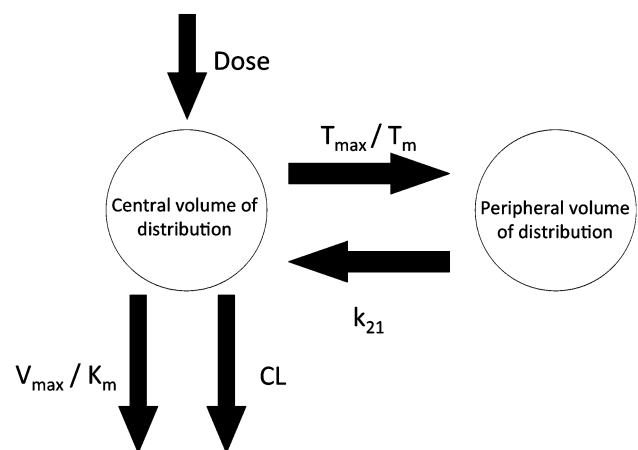 Dose
Tmax / Tm
Central volume of
distribution
Peripheral volume
of distribution
k21
Vmax / Km
CL